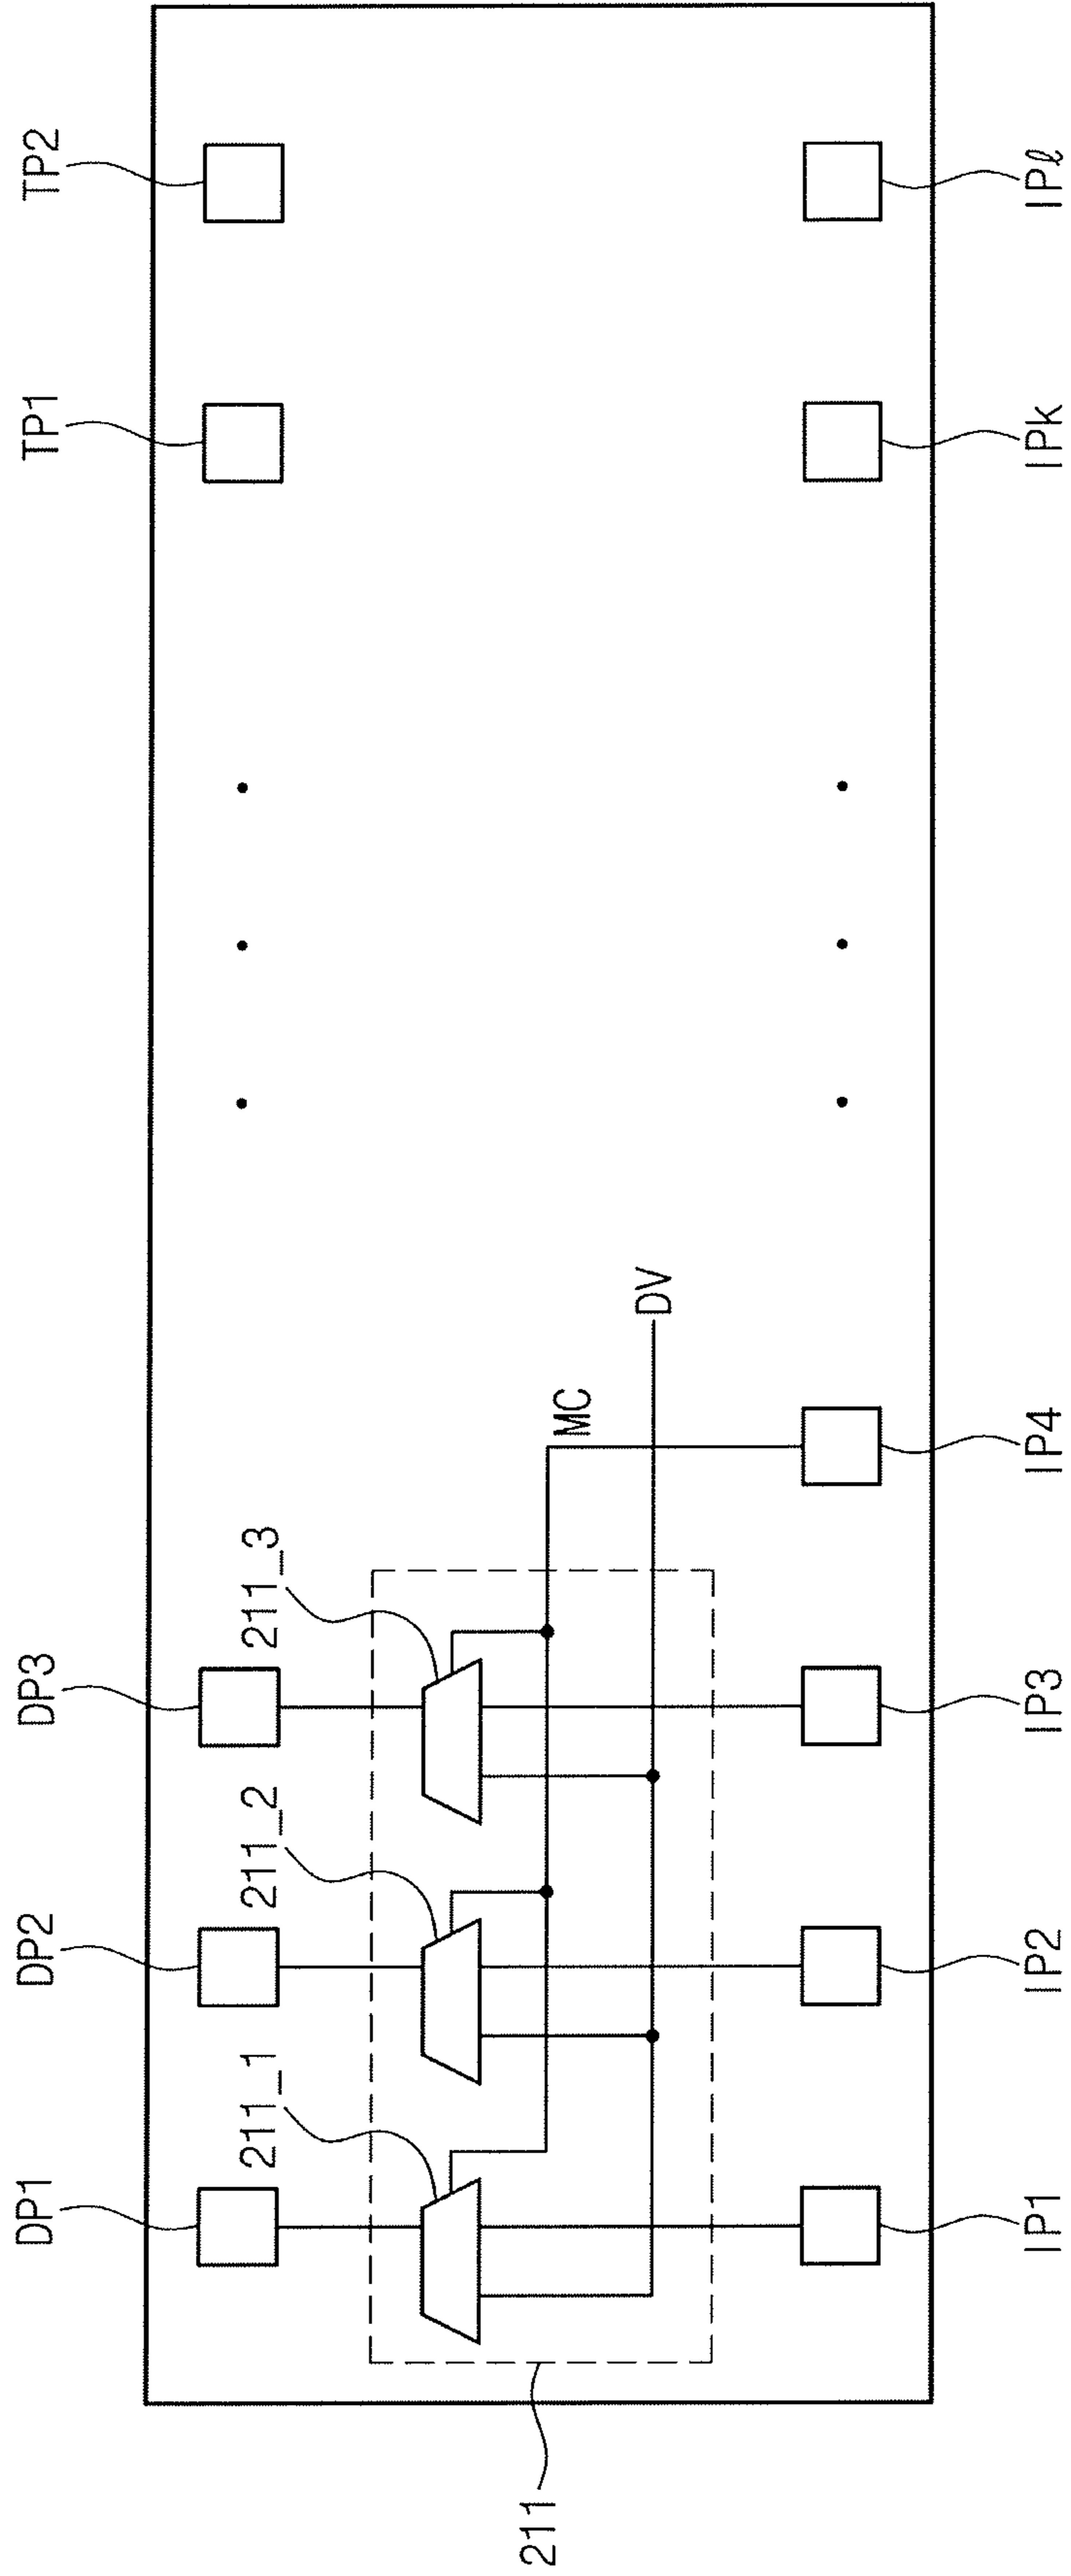 DP1
DP2
DP3
TP1
TP2
211_1
211_2
211_3
MC
DV
211
IP1
IP2
IP3
IP4
IPk
IPℓ